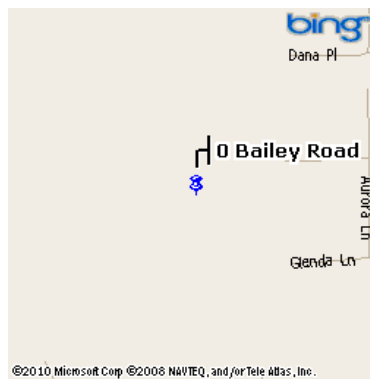 bing
Dana Pl
0 Bailey Road
Aurora Ln
Glenda Ln
©2010 Microsoft Corp ©2008 NAVTEQ, and/or Tele Atlas, Inc.